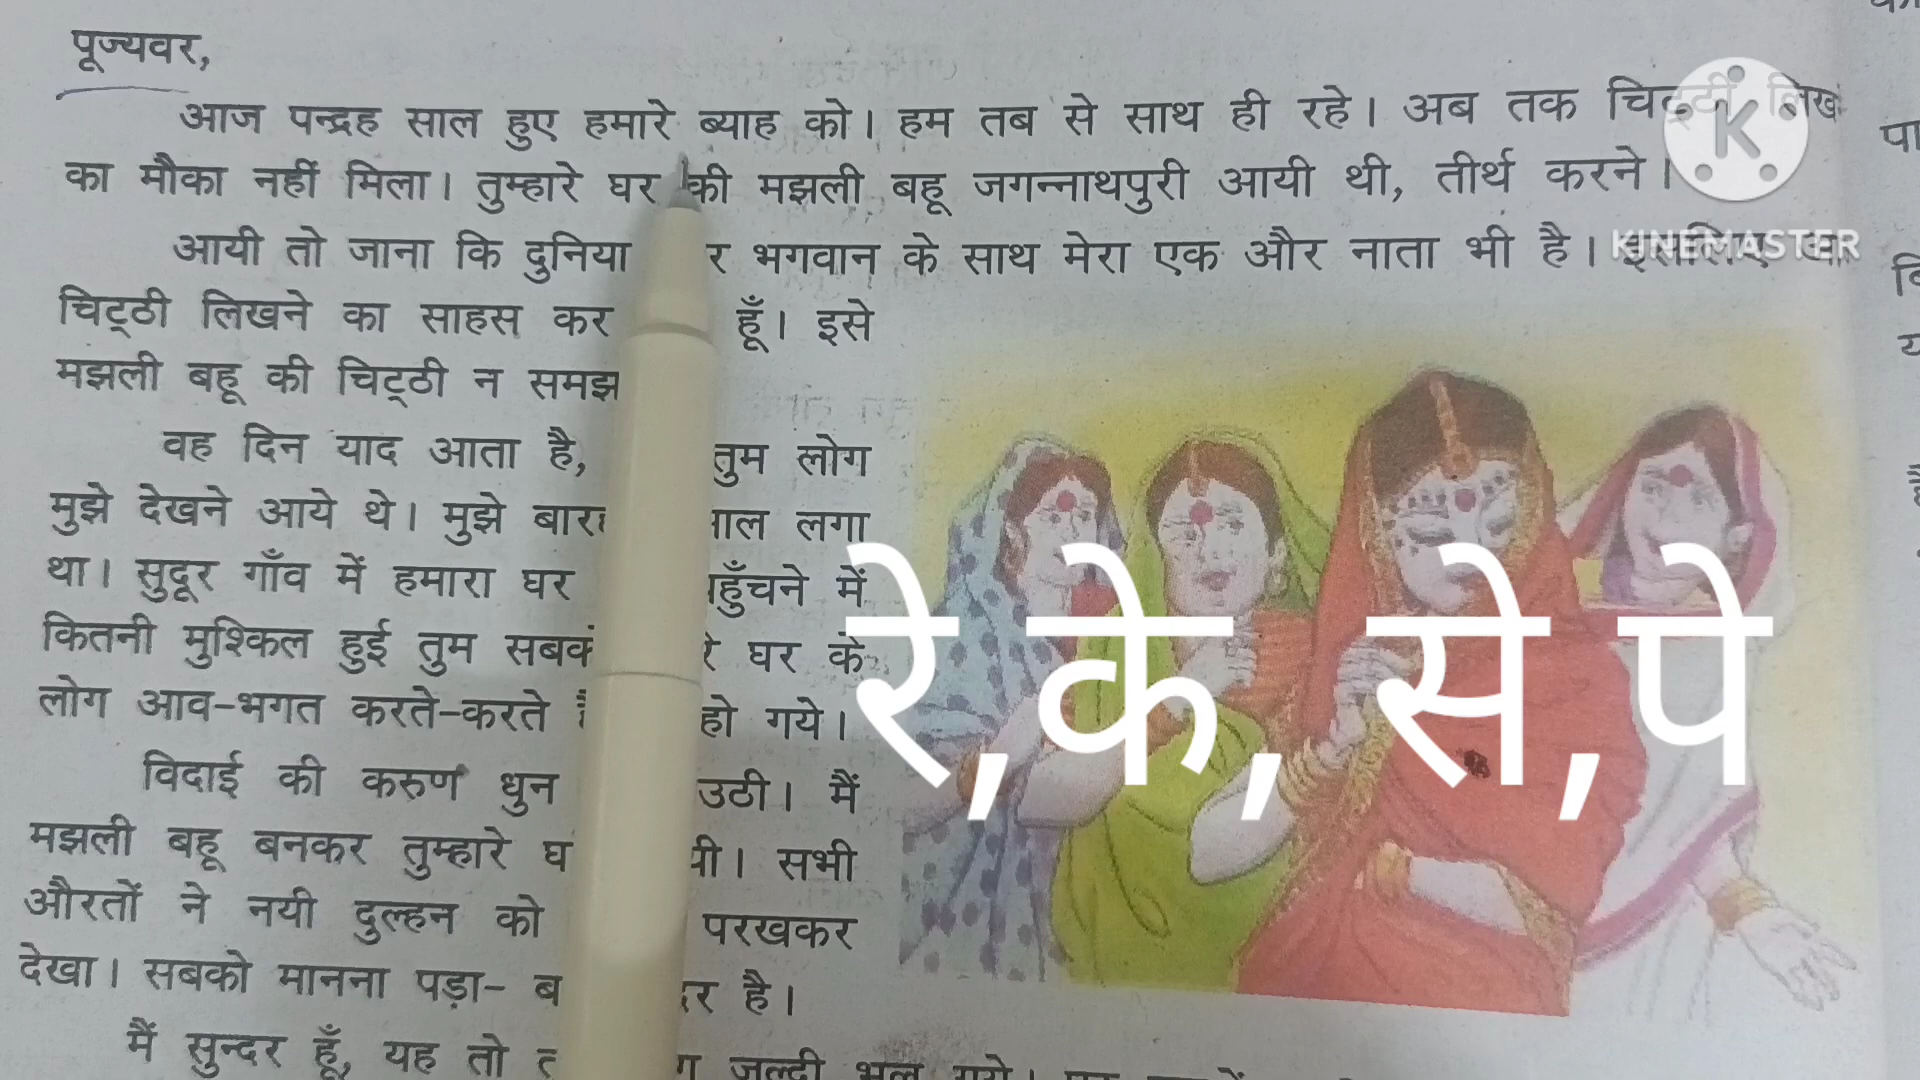 पूज्यवर,
आज पन्द्रह साल हुए हमारे ब्याह को। हम तब से साथ ही रहे। अब तक
का मौका नहीं मिला। तुम्हारे घर की मझली बहू जगन्नाथपुरी आयी थी, तीर्थ करने।
आयी तो जाना कि दुनिया भगवान के साथ मेरा एक और नाता भी है।
चिट्ठी लिखने का साहस कर हूँ। इसे
मझली बहू की चिट्ठी न
वह दिन याद आता है, तुम लोग
मुझे देखने आये थे। मुझे लगा
था। सुदूर गाँव में हमारा घर में
कितनी मुश्किल हुई तुम घर के
लोग आव-भगत करते-करते हो गये।
विदाई की करुण धुन उठी। मैं
मझली बहू बनकर तुम्हारे सभी
औरतों ने नयी दुल्हन को परखकर
देखा। सबको मानना पड़ा- है।
मैं सुन्दर हूँ, यह तो जल्दी
K
KINEMASTER
रे,के, से,पे